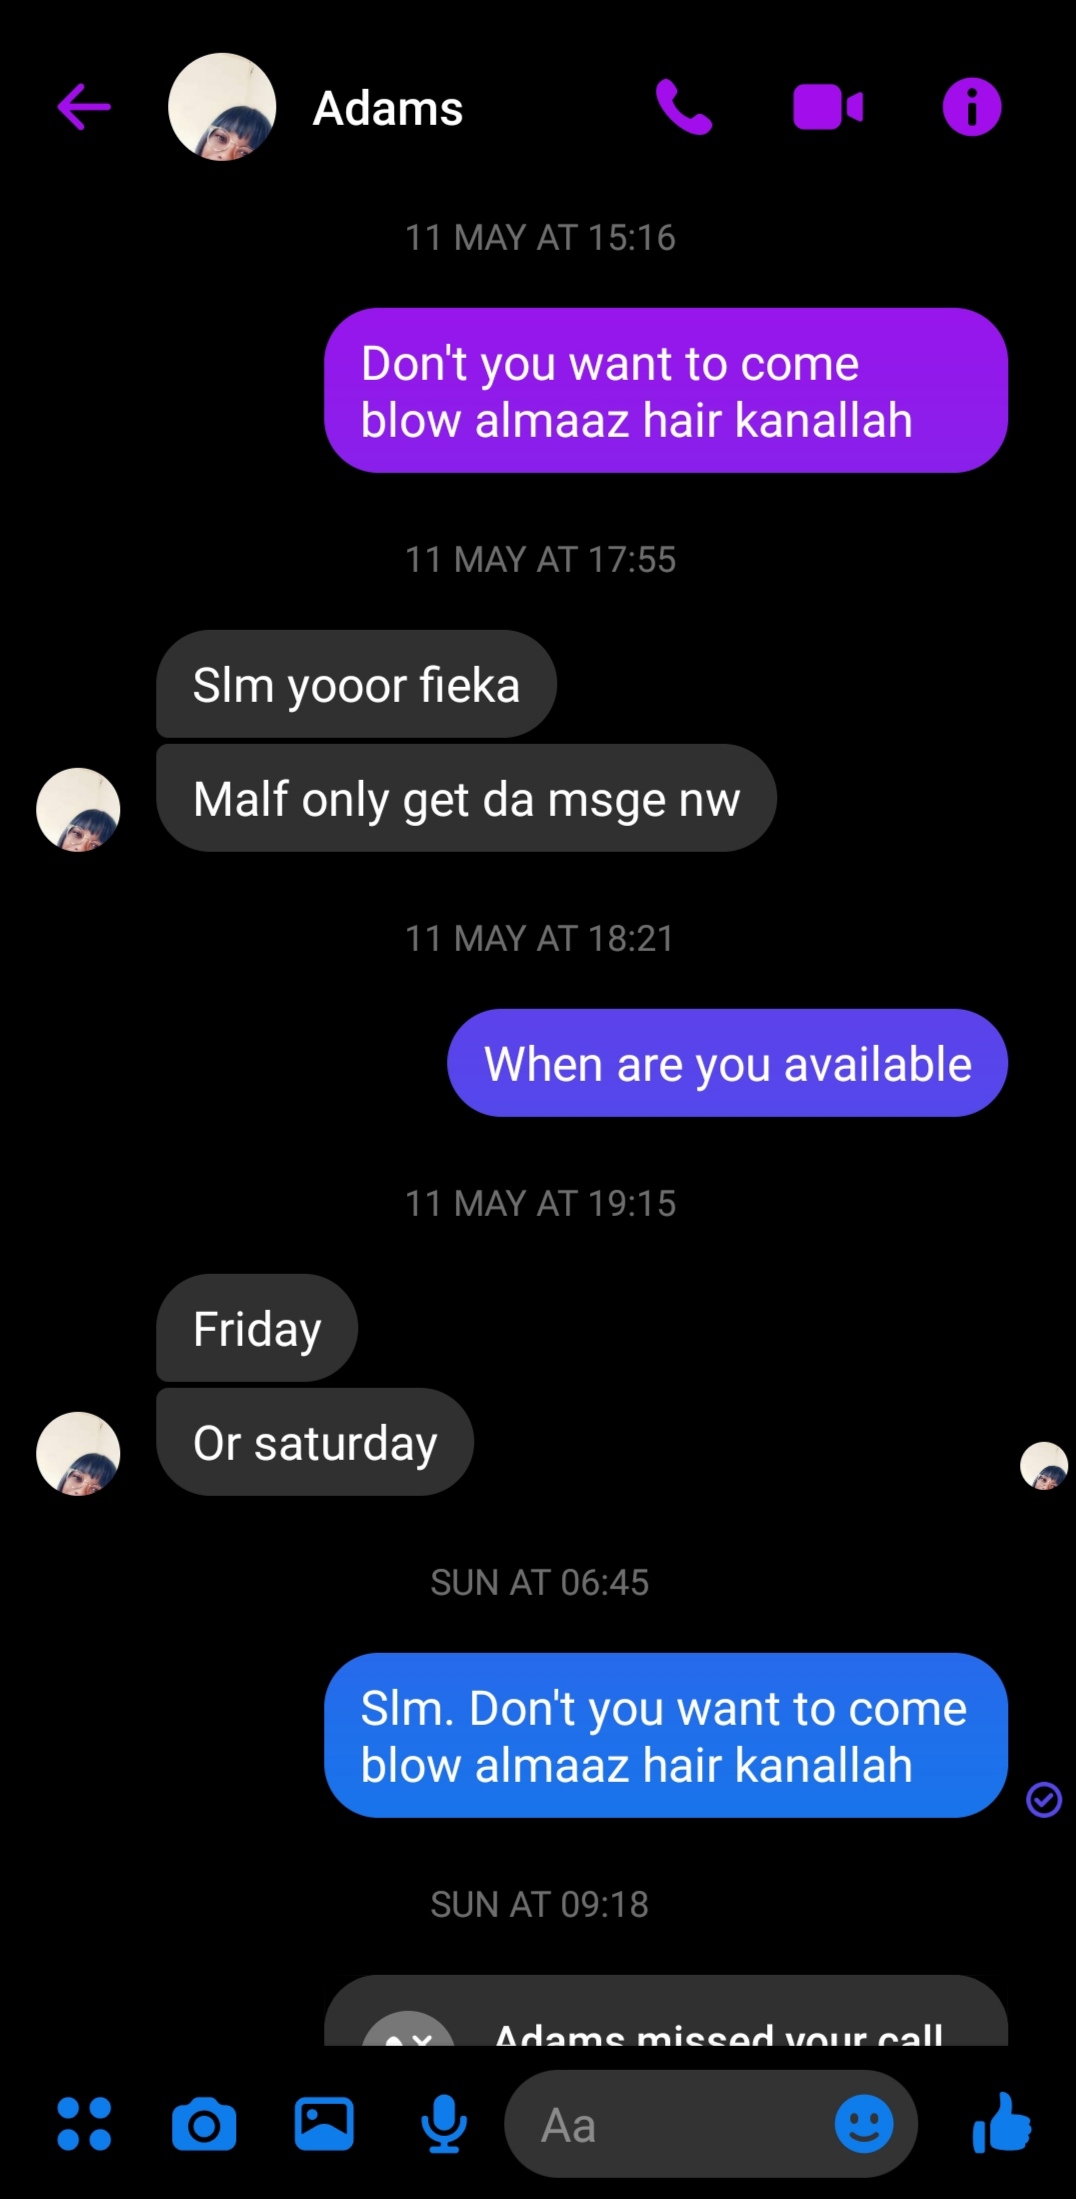 Adams
11 MAY AT 15:16
Don't you want to come
blow almaaz hair kanallah
11 MAY AT 17:55
Slm yooor fieka
Malf only get da msge nw
11 MAY AT 18:21
When are you available
11 MAY AT 19:15
Friday
Or saturday
SUN AT 06:45
Slm. Don't you want to come
blow almaaz hair kanallah
SUN AT 09:18
Adams missed your call
Aa